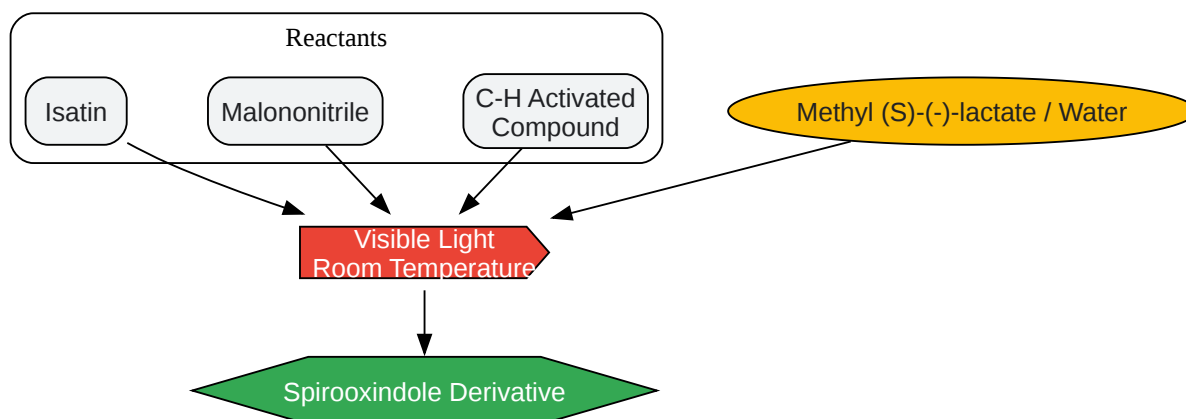 Reactants
Isatin
Malononitrile
C-H Activated
Compound
Methyl (S)-(-)-lactate / Water
Visible Light
Room Temperature
Spirooxindole Derivative